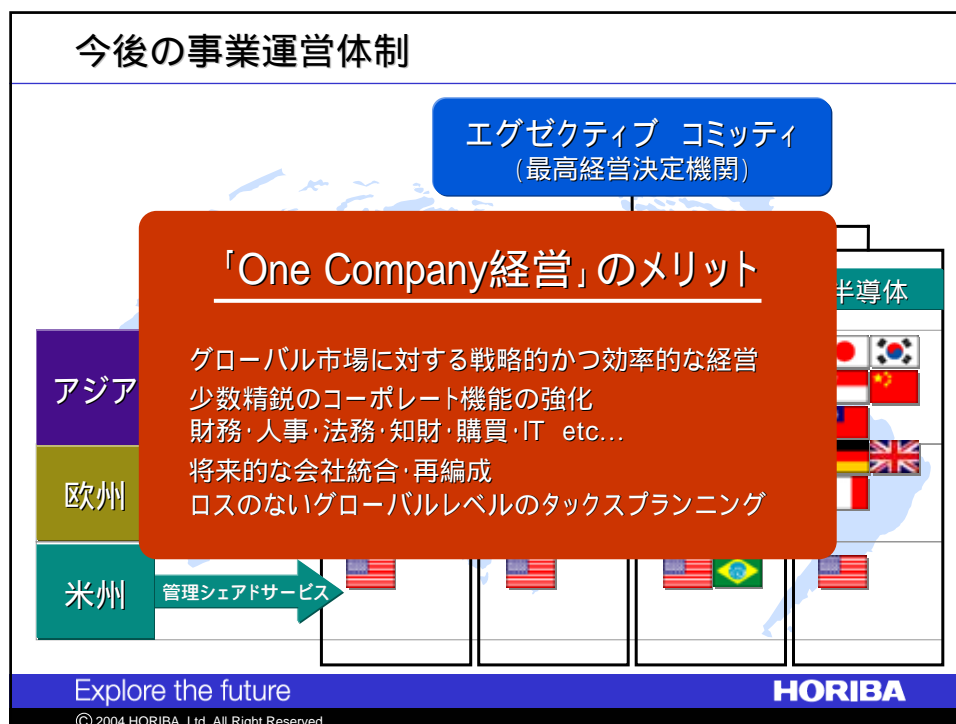 今後の事業運営体制
エグゼクティブ コミッティ
(最高経営決定機関)
「One Company経営」のメリット
半導体
グローバル市場に対する戦略的かつ効率的な経営
アジア
少数精鋭のコーポレート機能の強化
財務・人事・法務・知財・購買・IT etc...
将来的な会社統合・再編成
欧州
ロスのないグローバルレベルのタックスプランニング
米州
管理シェアドサービス
Explore the future
HORIBA
© 2004 HORIBA, Ltd. All Right Reserved.